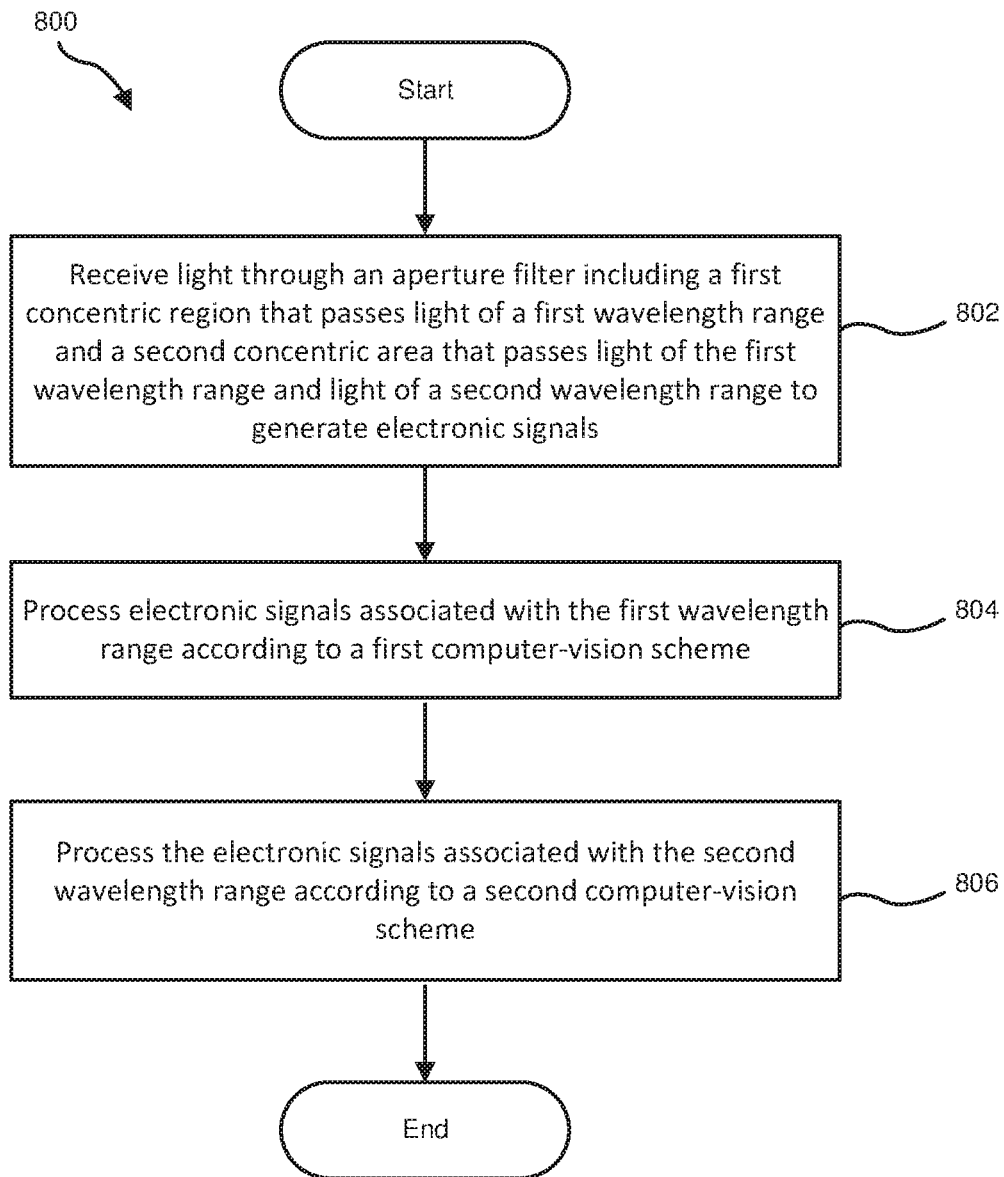 800
Start
Receive light through an aperture filter including a first
concentric region that passes light of a first wavelength range
and a second concentric area that passes light of the first
wavelength range and light of a second wavelength range to
generate electronic signals
802
Process electronic signals associated with the first wavelength
range according to a first computer-vision scheme
804
Process the electronic signals associated with the second
wavelength range according to a second computer-vision
scheme
806
End